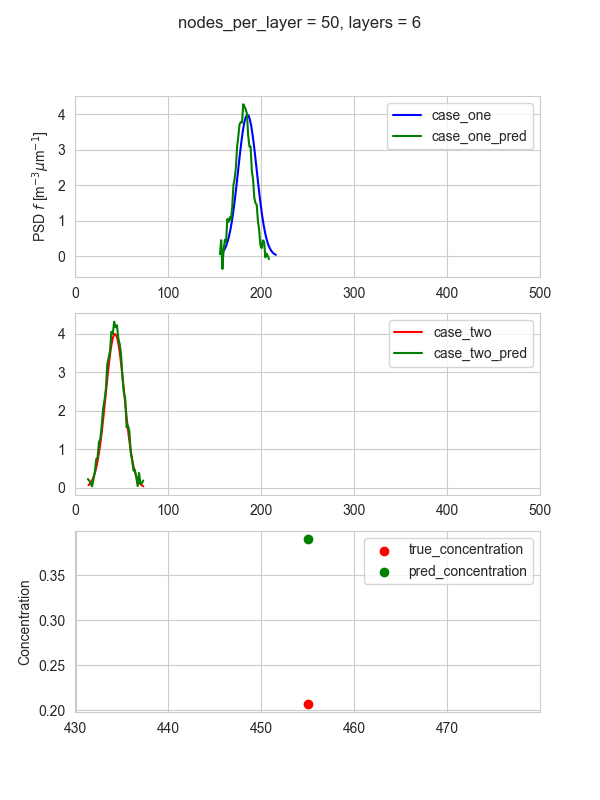 nodes_per_layer = 50, layers = 6
PSD f [m⁻³μm⁻¹]
4
3
2
1
0
case_one
case_one_pred
0 100 200 300 400 500
4
3
2
1
0
case_two
case_two_pred
0 100 200 300 400 500
Concentration
0.35
0.30
0.25
0.20
true_concentration
pred_concentration
430 440 450 460 470